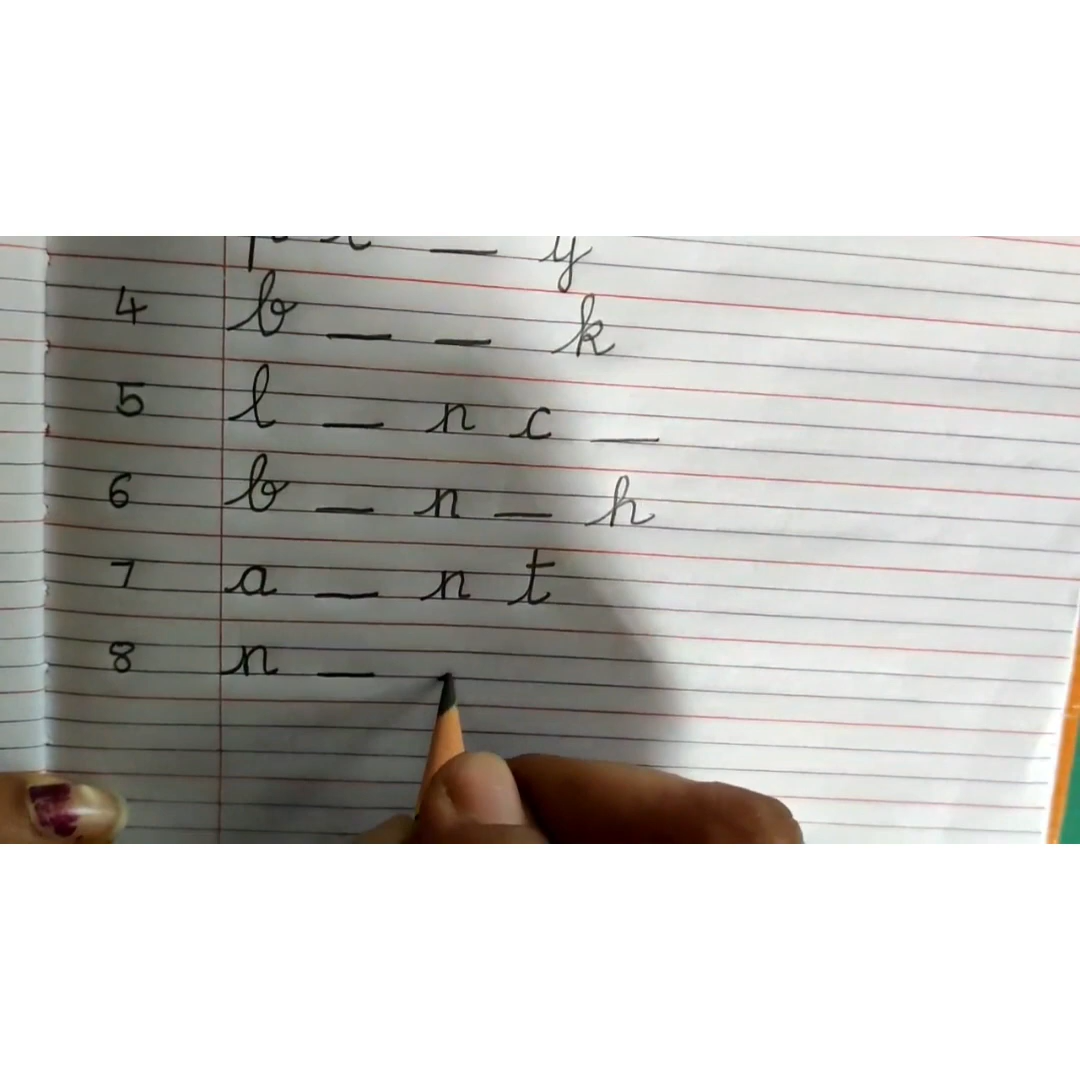 _ y
4 b _ _ k
5 l _ n c _
6 b _ n _ h
7 a _ n t
8 n _